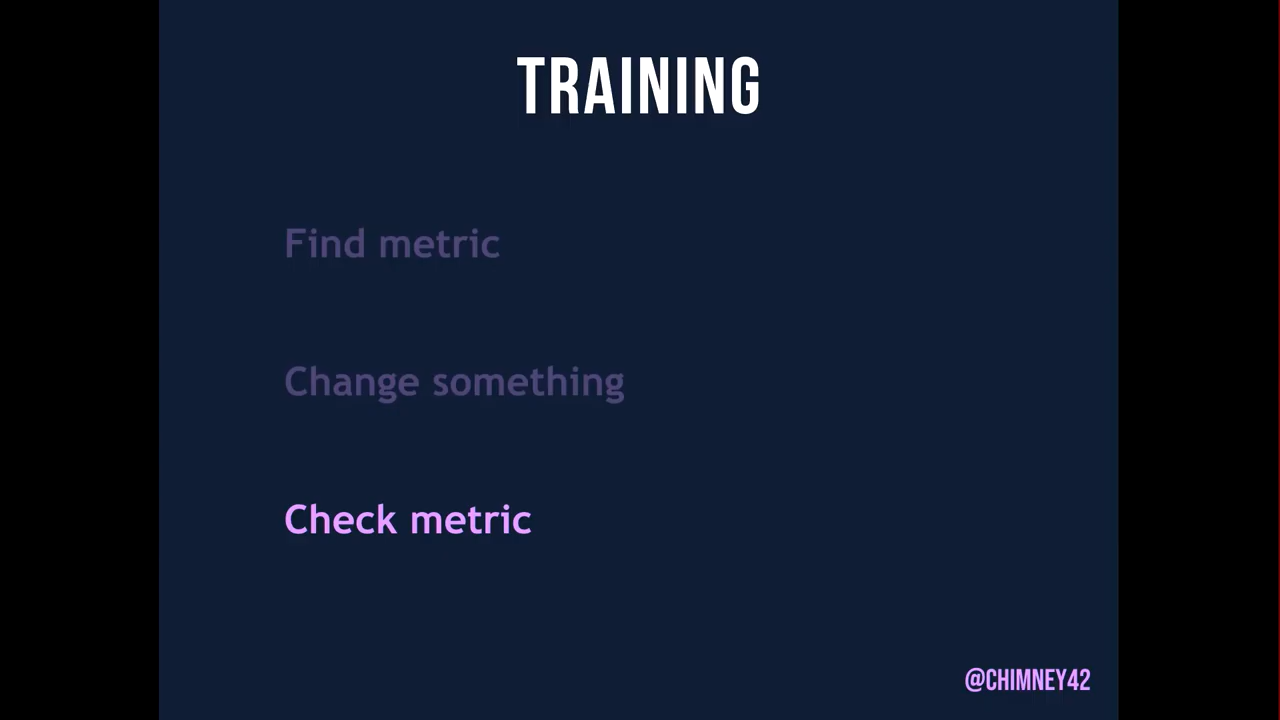 TRAINING
Find metric
Change something
Check metric
@CHIMNEY42